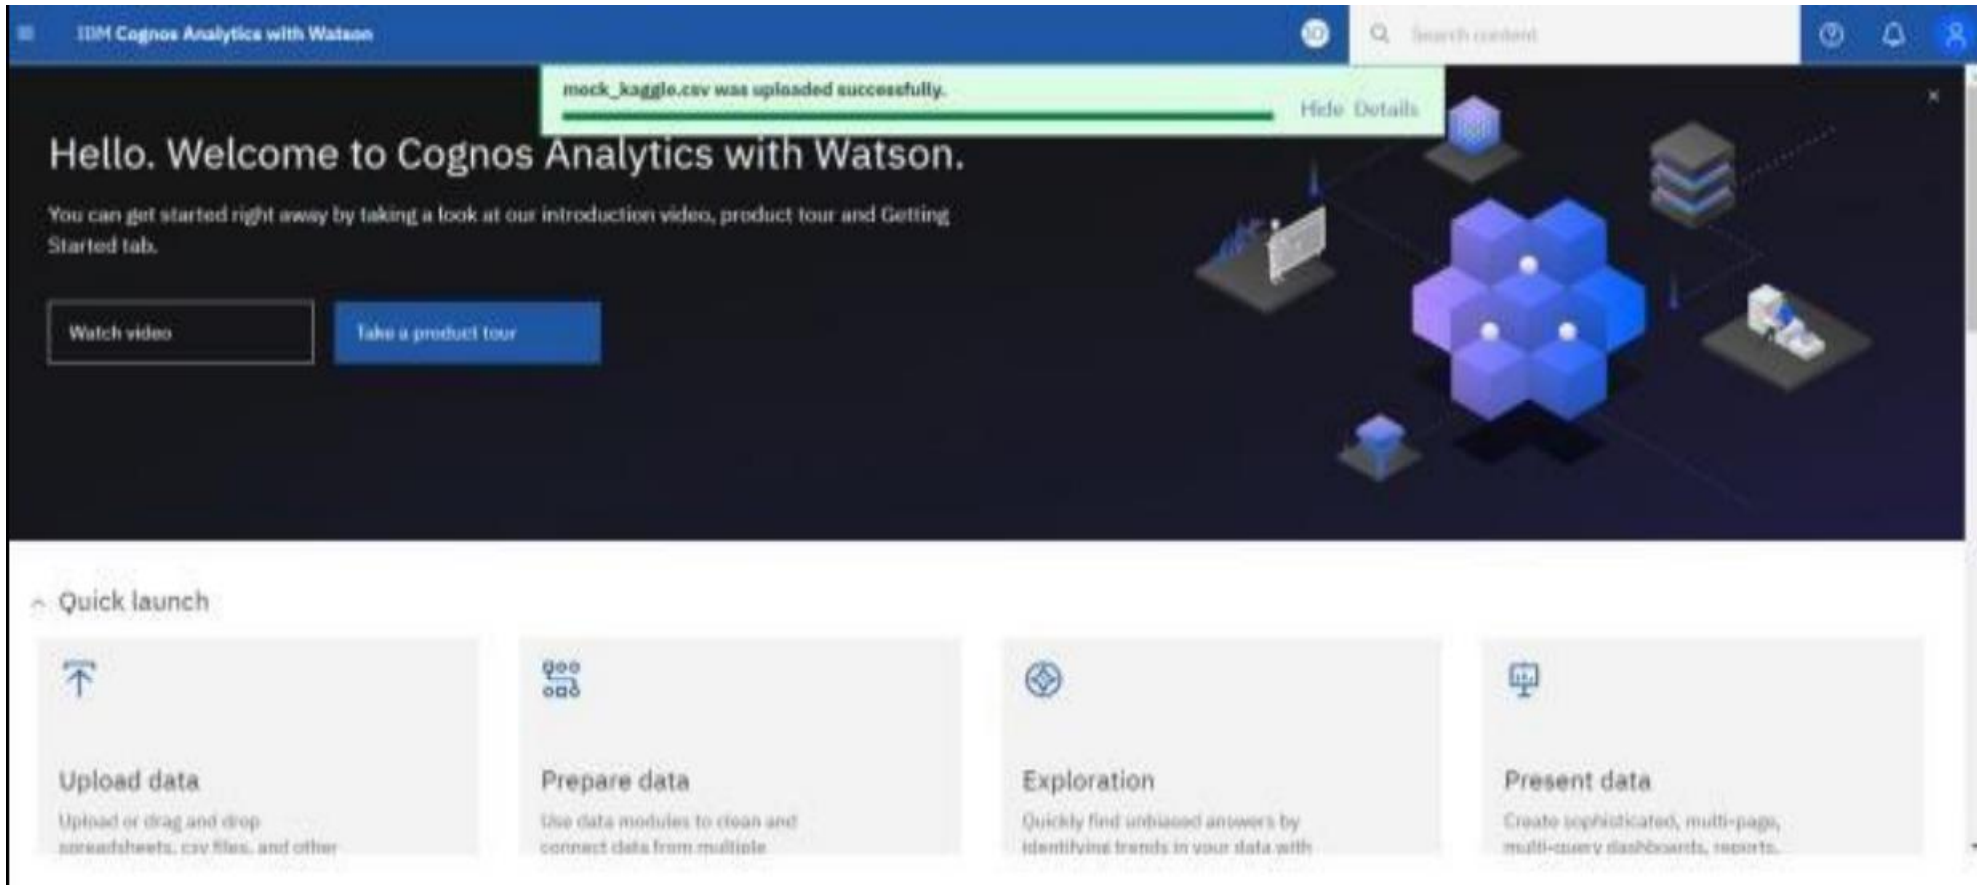 IBM Cognos Analytics with Watson
30
Search content
mock_kaggle.csv was uploaded successfully.
Hide Details
Hello. Welcome to Cognos Analytics with Watson.
You can get started right away by taking a look at our introduction video, product tour and Getting
Started tab.
Watch video
Take a product tour
Quick launch
Upload data
Prepare data
Exploration
Present data
Upload or drag and drop
spreadsheets, csv files, and other
Use data modules to clean and
connect data from multiple
Quickly find unbiased answers by
identifying trends in your data with
Create sophisticated, multi-page,
multi-query dashboards, reports,